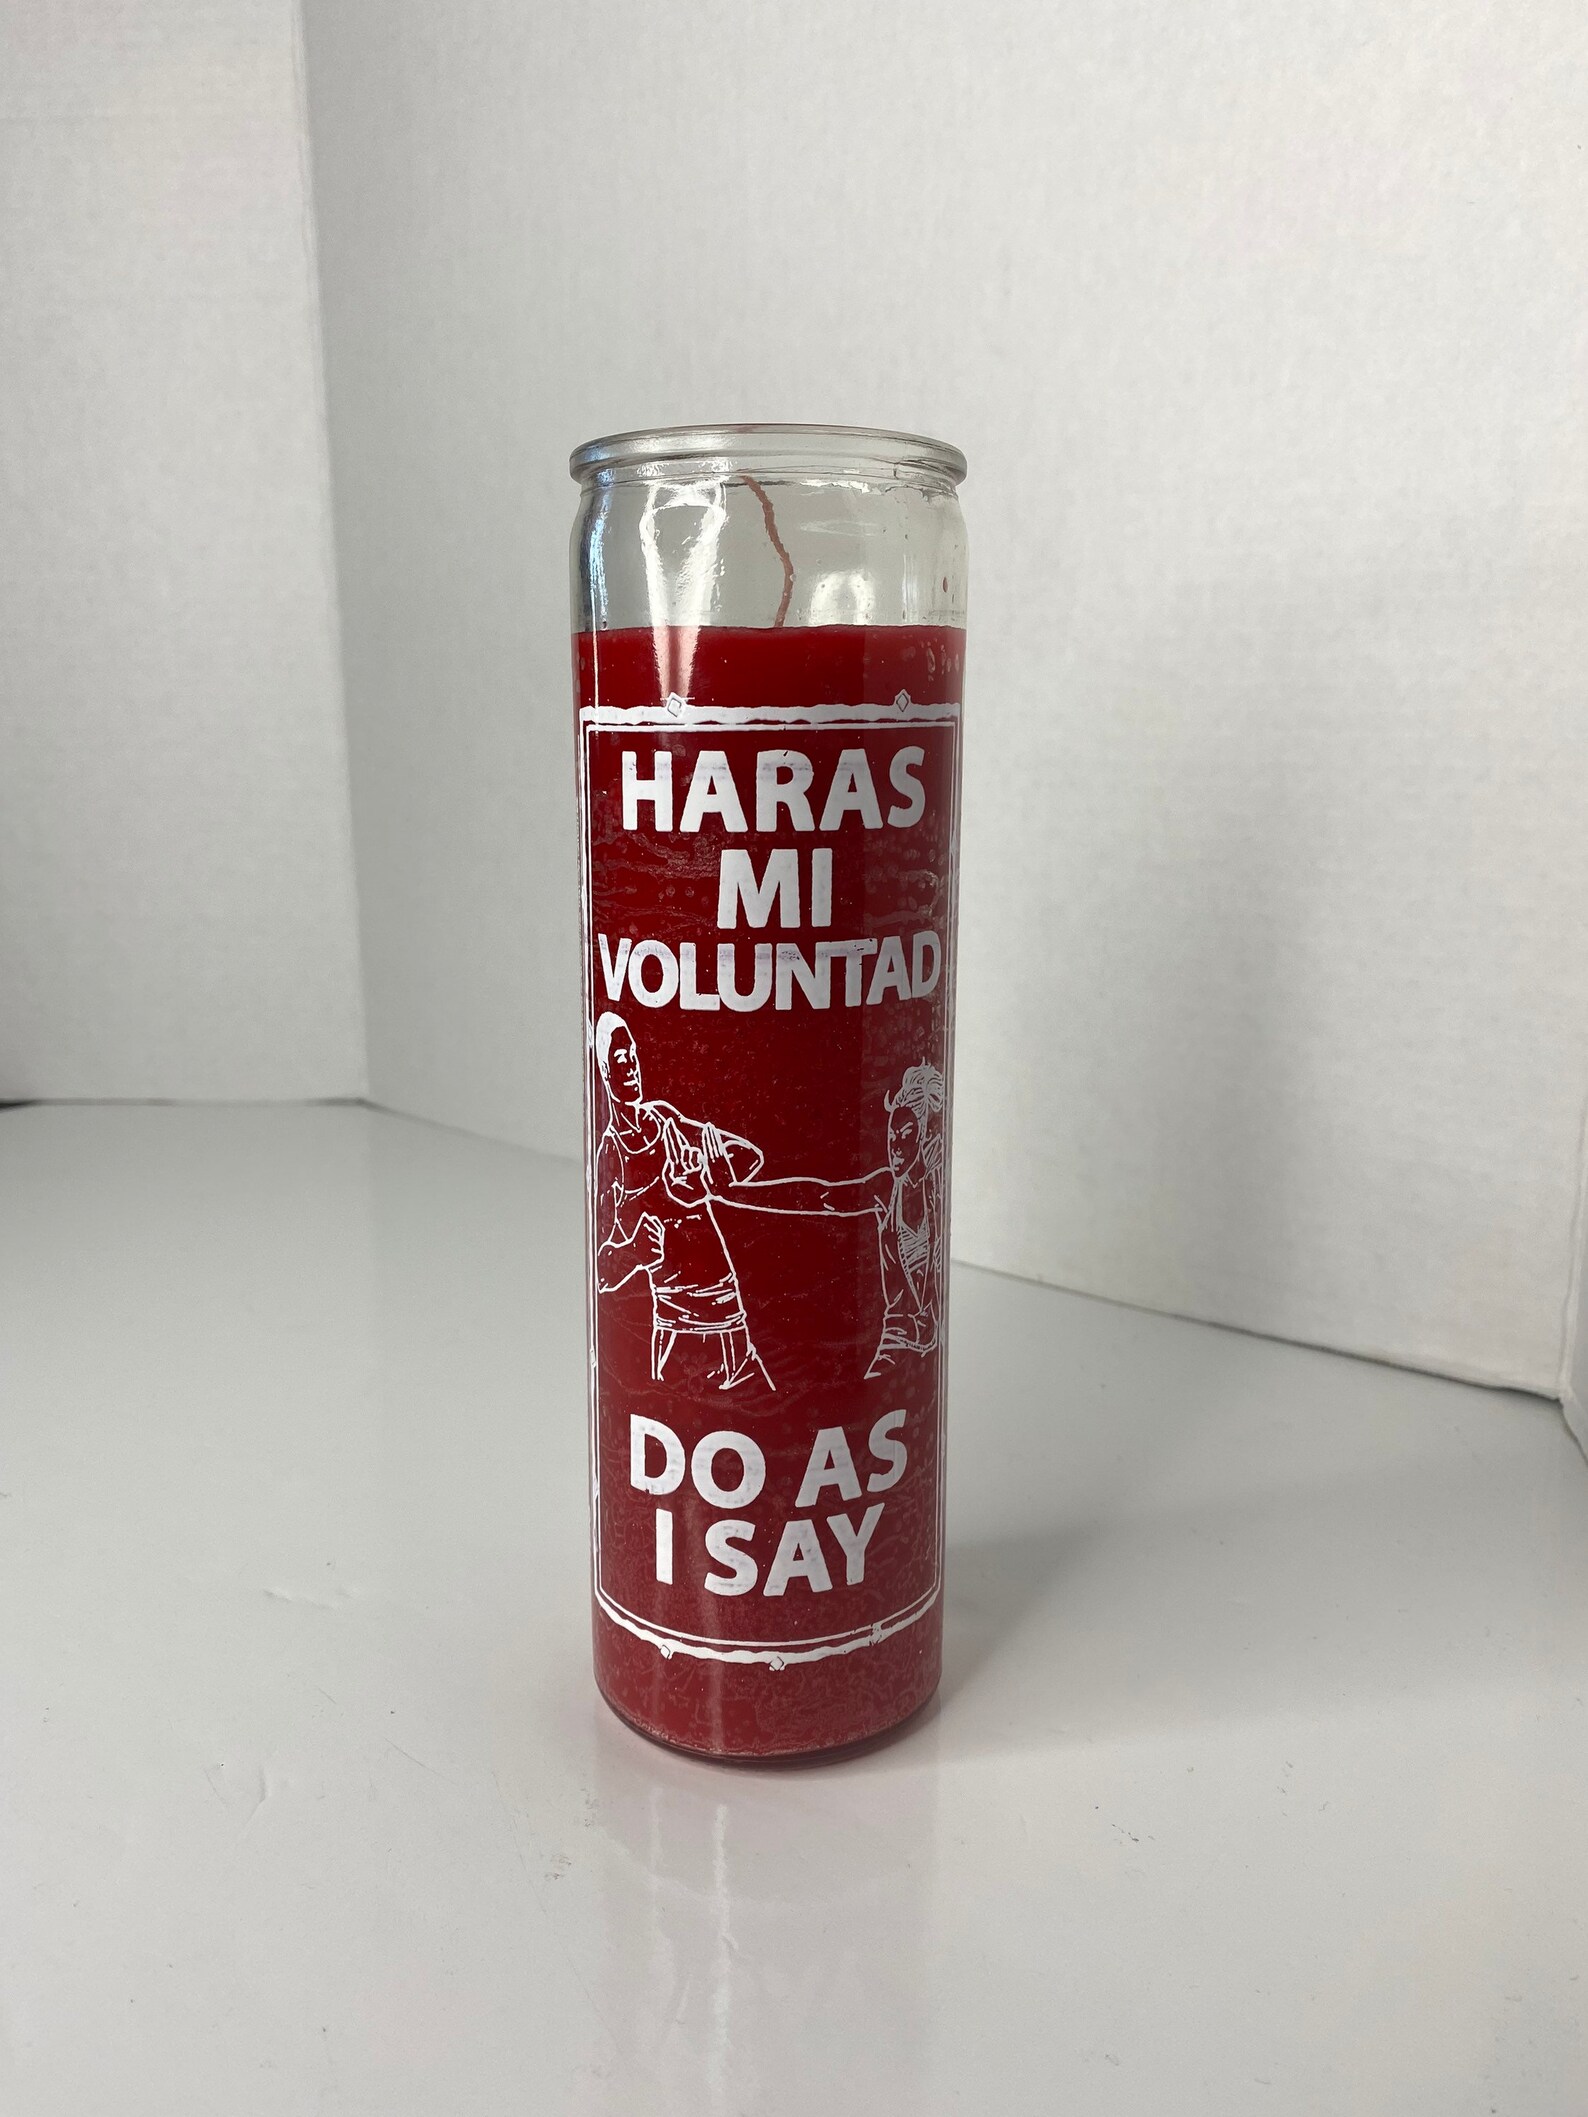 HARAS
MI
VOLUNTAD
DO AS
I SAY